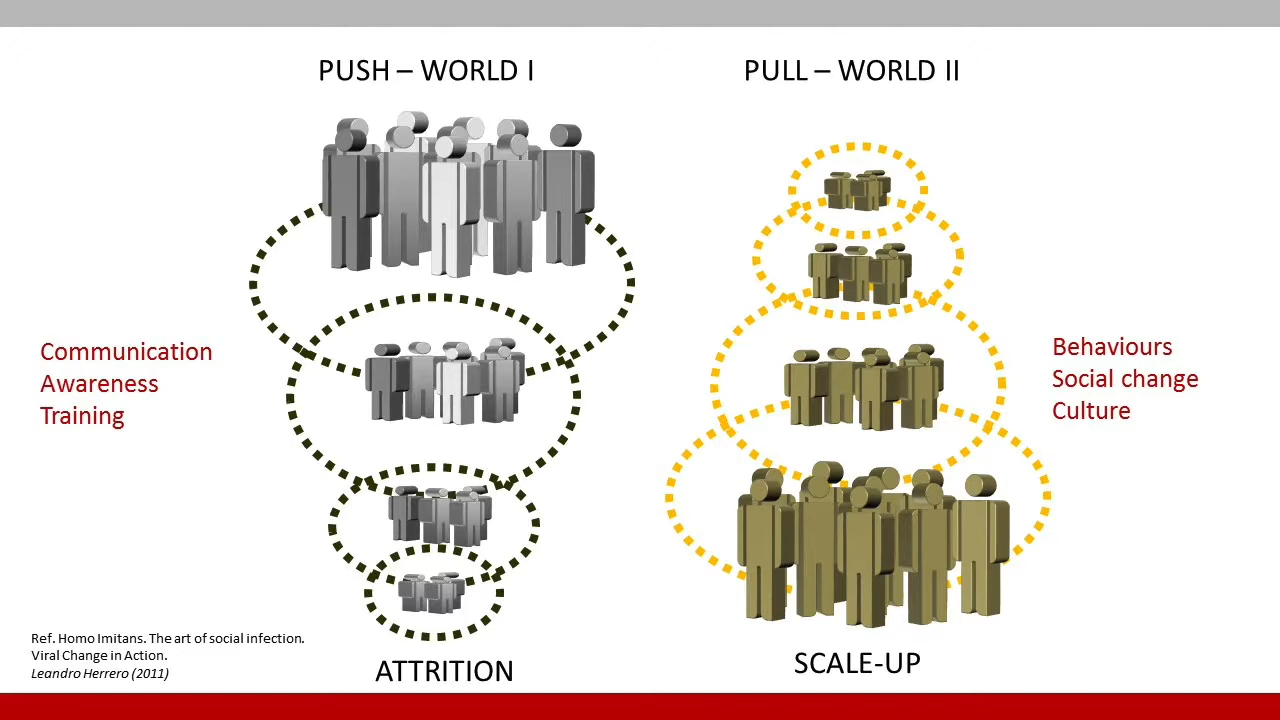 PUSH – WORLD I
PULL – WORLD II
Communication
Awareness
Training
Behaviours
Social change
Culture
Ref. Homo Imitans. The art of social infection.
Viral Change in Action.
Leandro Herrero (2011)
ATTRITION
SCALE-UP